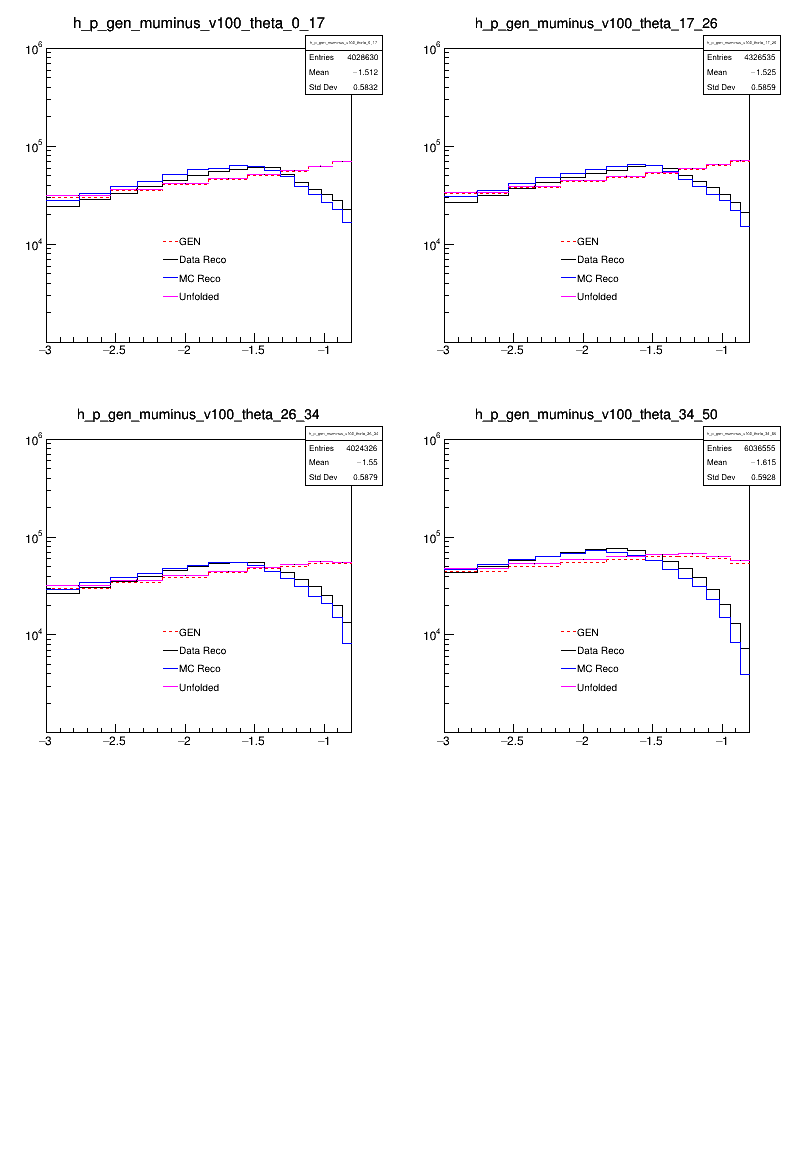 h_p_gen_muminus_v100_theta_0_17
h_p_gen_muminus_v100_theta_0_17
Entries 4028630
Mean −1.512
Std Dev 0.5832
10^6
10^5
10^4
GEN
Data Reco
MC Reco
Unfolded
−3 −2.5 −2 −1.5 −1
h_p_gen_muminus_v100_theta_17_26
h_p_gen_muminus_v100_theta_17_26
Entries 4326535
Mean −1.525
Std Dev 0.5859
10^6
10^5
10^4
GEN
Data Reco
MC Reco
Unfolded
−3 −2.5 −2 −1.5 −1
h_p_gen_muminus_v100_theta_26_34
h_p_gen_muminus_v100_theta_26_34
Entries 4024326
Mean −1.55
Std Dev 0.5879
10^6
10^5
10^4
GEN
Data Reco
MC Reco
Unfolded
−3 −2.5 −2 −1.5 −1
h_p_gen_muminus_v100_theta_34_50
h_p_gen_muminus_v100_theta_34_50
Entries 6036555
Mean −1.615
Std Dev 0.5928
10^6
10^5
10^4
GEN
Data Reco
MC Reco
Unfolded
−3 −2.5 −2 −1.5 −1